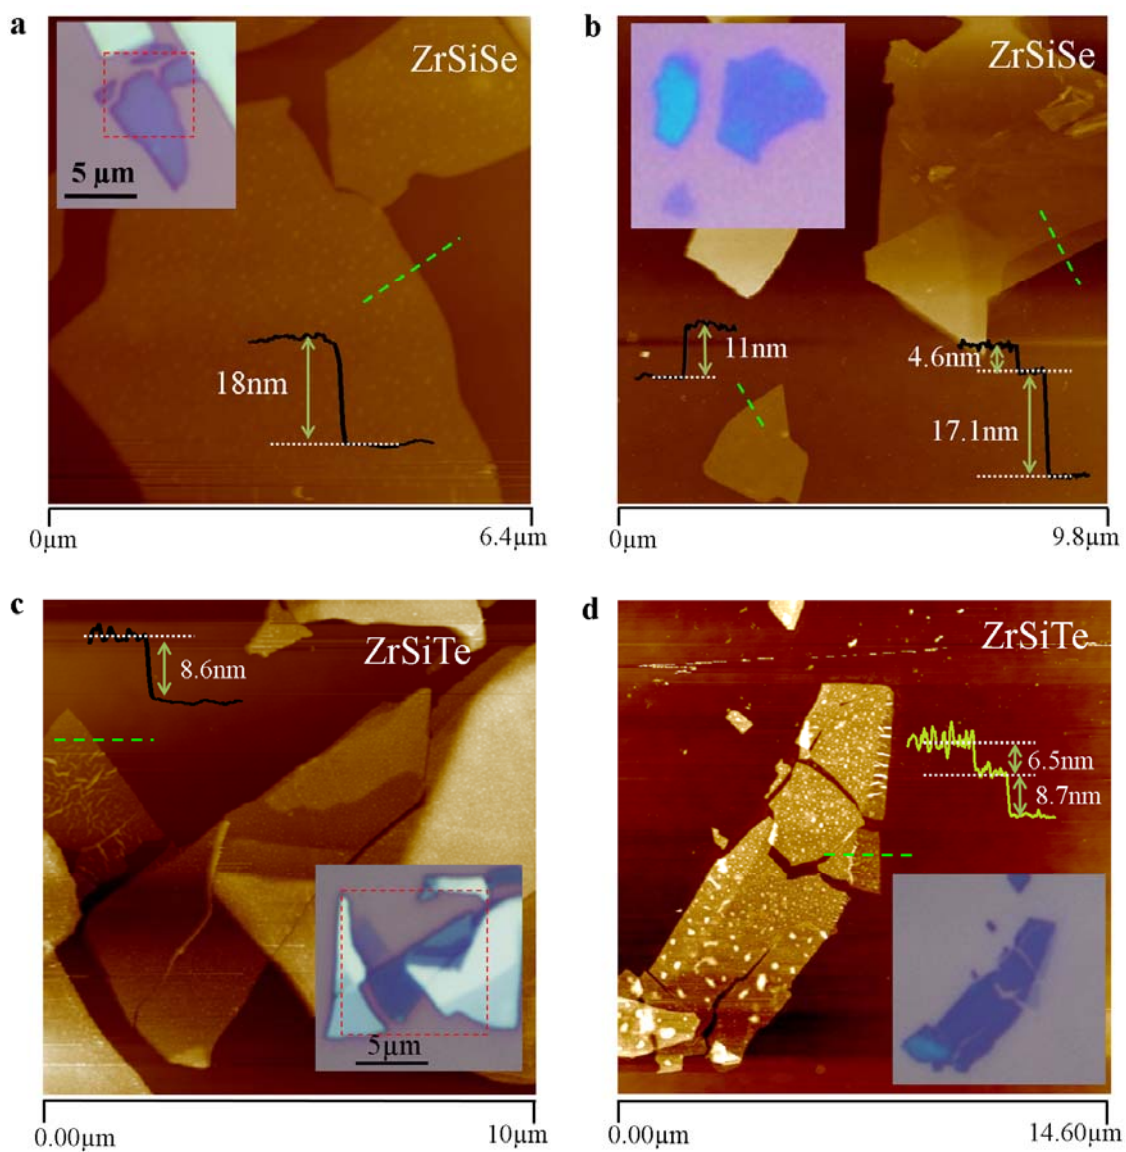 a
ZrSiSe
5 µm
18nm
0µm
6.4µm
b
ZrSiSe
11nm
4.6nm
17.1nm
0µm
9.8µm
c
ZrSiTe
8.6nm
5µm
0.00µm
10µm
d
ZrSiTe
6.5nm
8.7nm
0.00µm
14.60µm